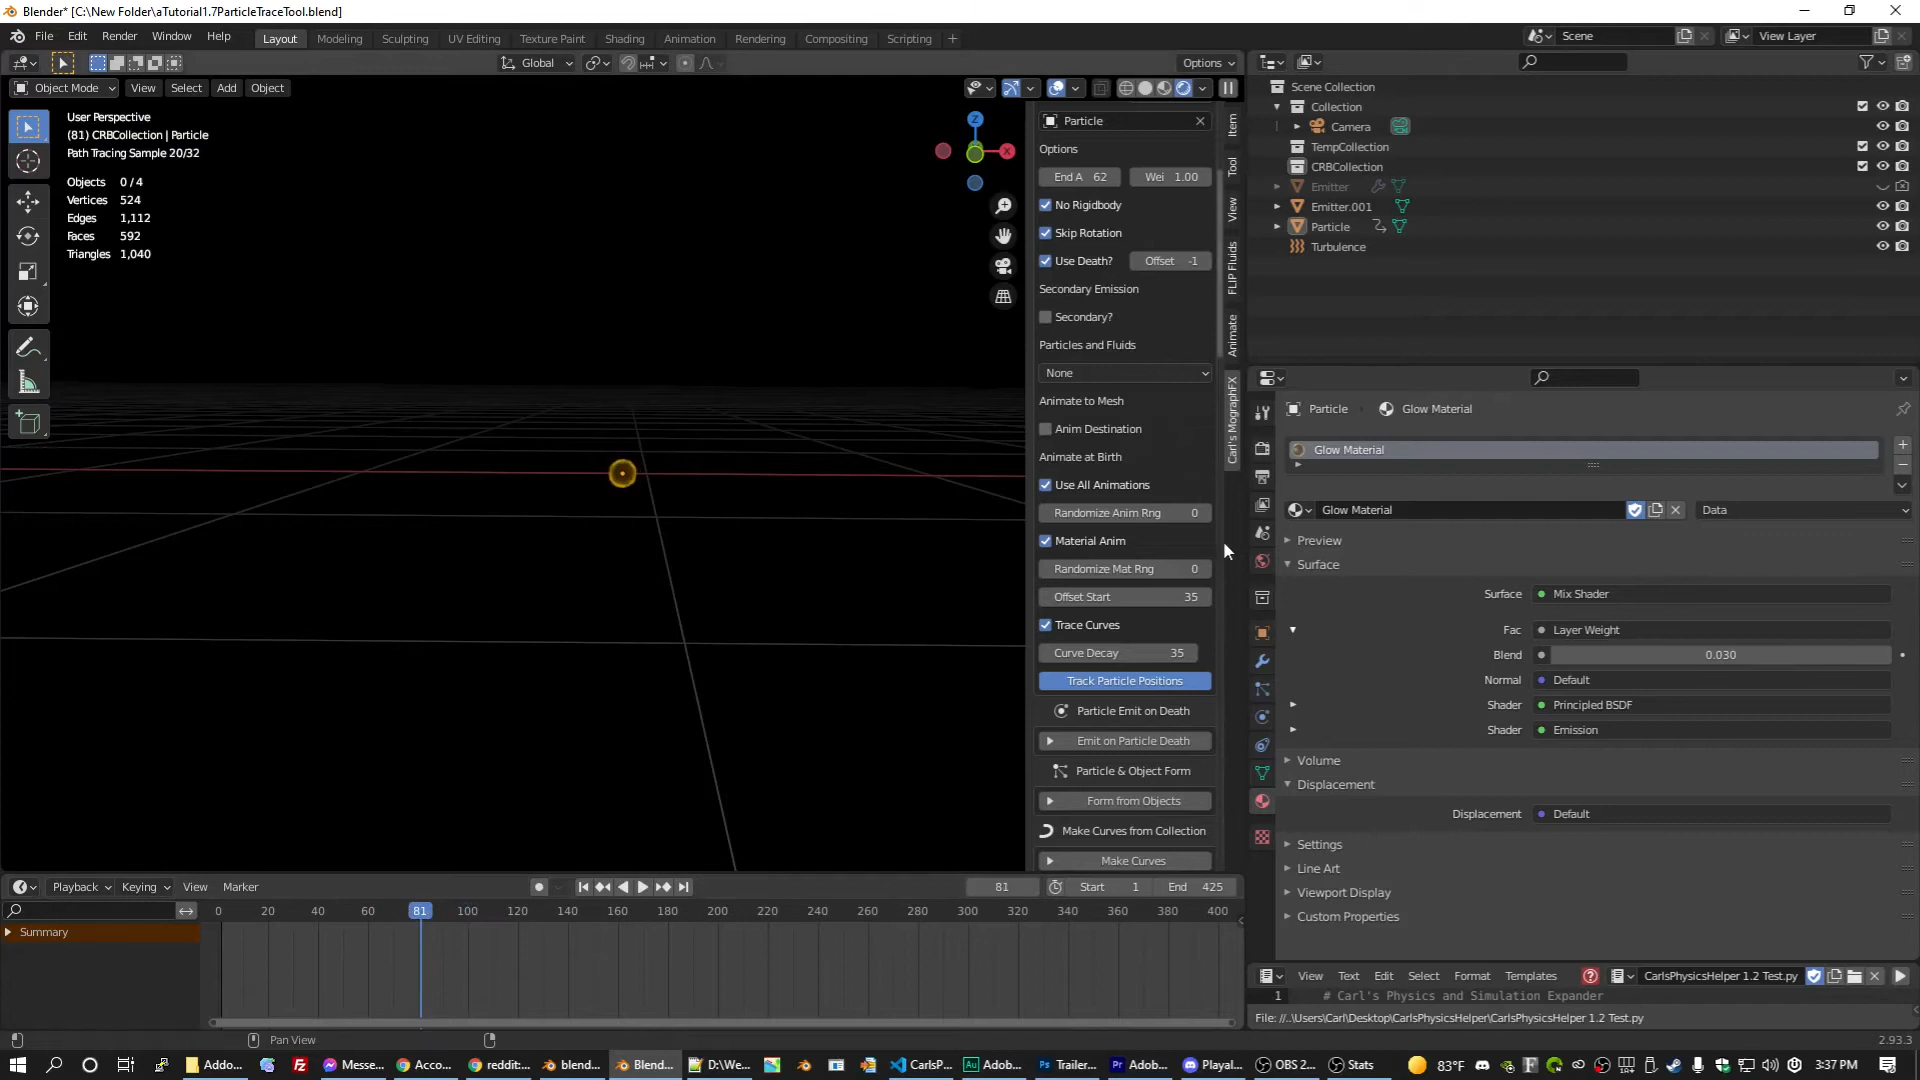 Blender* [C:\New Folder\aTutorial1.7ParticleTraceTool.blend]
File Edit Render Window Help Layout Modeling Sculpting UV Editing Texture Paint Shading Animation Rendering Compositing Scripting Scene View Layer
Global Options
Object Mode View Select Add Object
User Perspective
(81) CRBCollection | Particle
Path Tracing Sample 20/32
Objects 0 / 4
Vertices 524
Edges 1,112
Faces 592
Triangles 1,040
Z
X
Particle
Options
End A 62 Wei 1.00
No Rigidbody
Skip Rotation
Use Death? Offset -1
Secondary Emission
Secondary?
Particles and Fluids
None
Animate to Mesh
Anim Destination
Animate at Birth
Use All Animations
Randomize Anim Rng 0
Material Anim
Randomize Mat Rng 0
Offset Start 35
Trace Curves
Curve Decay 35
Track Particle Positions
Particle Emit on Death
Emit on Particle Death
Particle & Object Form
Form from Objects
Make Curves from Collection
Make Curves
Item
Tool
View
FLIP Fluids
Animate
Carl's MographFX
Scene Collection
Collection
Camera
TempCollection
CRBCollection
Emitter
Emitter.001
Particle
Turbulence
Particle Glow Material
Glow Material
Glow Material Data
Preview
Surface
Surface Mix Shader
Fac Layer Weight
Blend 0.030
Normal Default
Shader Principled BSDF
Shader Emission
Volume
Displacement
Displacement Default
Settings
Line Art
Viewport Display
Custom Properties
Playback Keying View Marker 81 Start 1 End 425
0 20 40 60 81 100 120 140 160 180 200 220 240 260 280 300 320 340 360 380 400
Summary
View Text Edit Select Format Templates CarlsPhysicsHelper 1.2 Test.py
1 # Carl's Physics and Simulation Expander
File: //..\Users\Carl\Desktop\CarlsPhysicsHelper\CarlsPhysicsHelper 1.2 Test.py
Pan View 2.93.3
Addo... Messe... Acco... reddit:... blend... Blend... D:\We... CarlsP... Adob... Trailer... Adob... Playal... OBS 2... Stats 83°F 3:37 PM